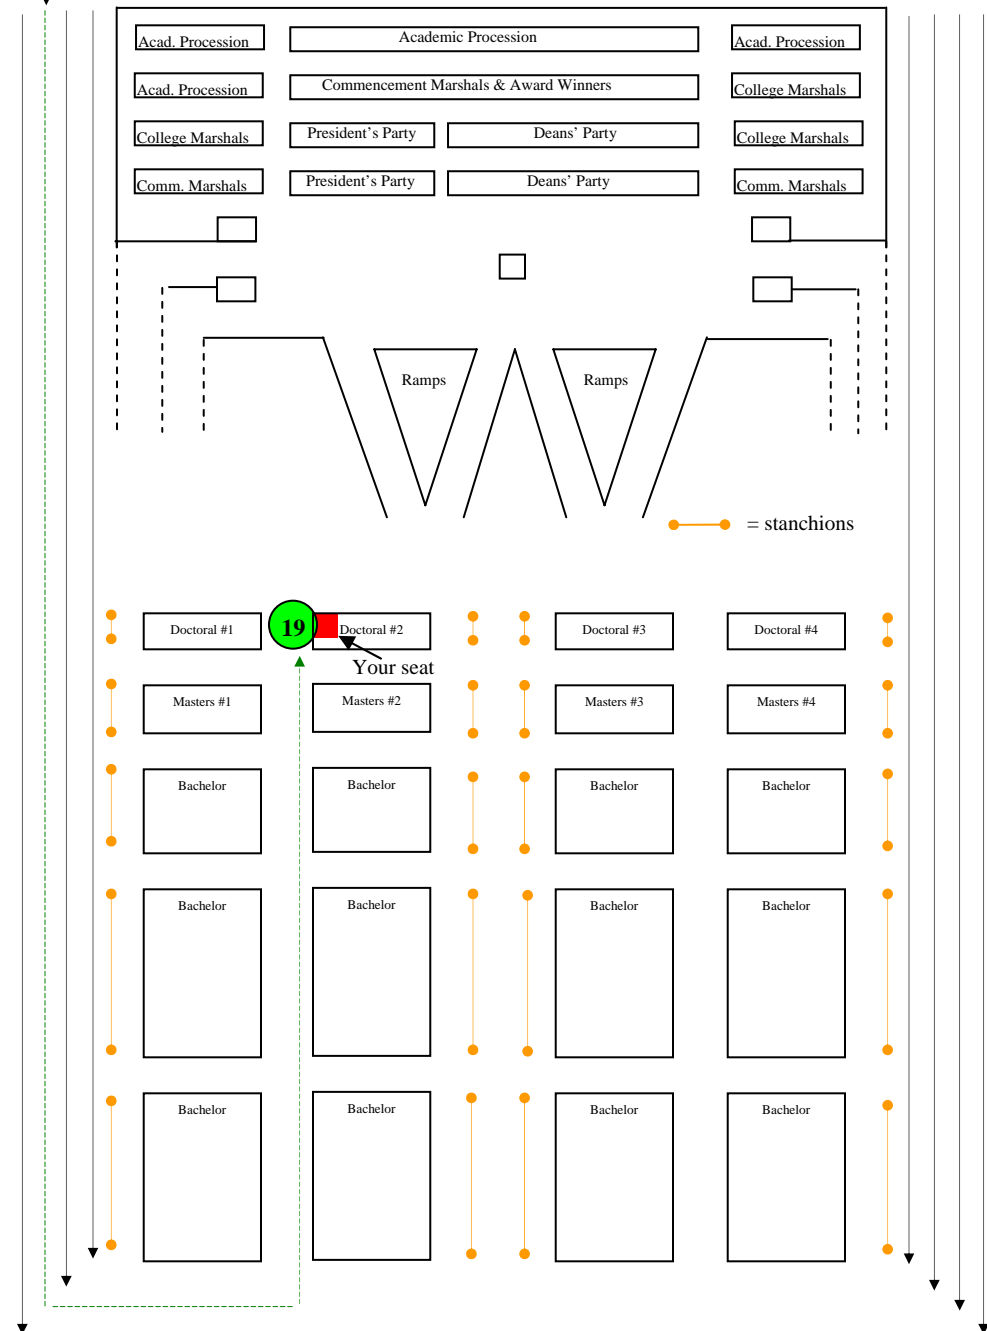 Acad. Procession
Academic Procession
Acad. Procession
Acad. Procession
Commencement Marshals & Award Winners
College Marshals
College Marshals
President's Party
Deans' Party
College Marshals
Comm. Marshals
President's Party
Deans' Party
Comm. Marshals
Ramps
Ramps
= stanchions
Doctoral #1
19
Doctoral #2
Doctoral #3
Doctoral #4
Your seat
Masters #1
Masters #2
Masters #3
Masters #4
Bachelor
Bachelor
Bachelor
Bachelor
Bachelor
Bachelor
Bachelor
Bachelor
Bachelor
Bachelor
Bachelor
Bachelor